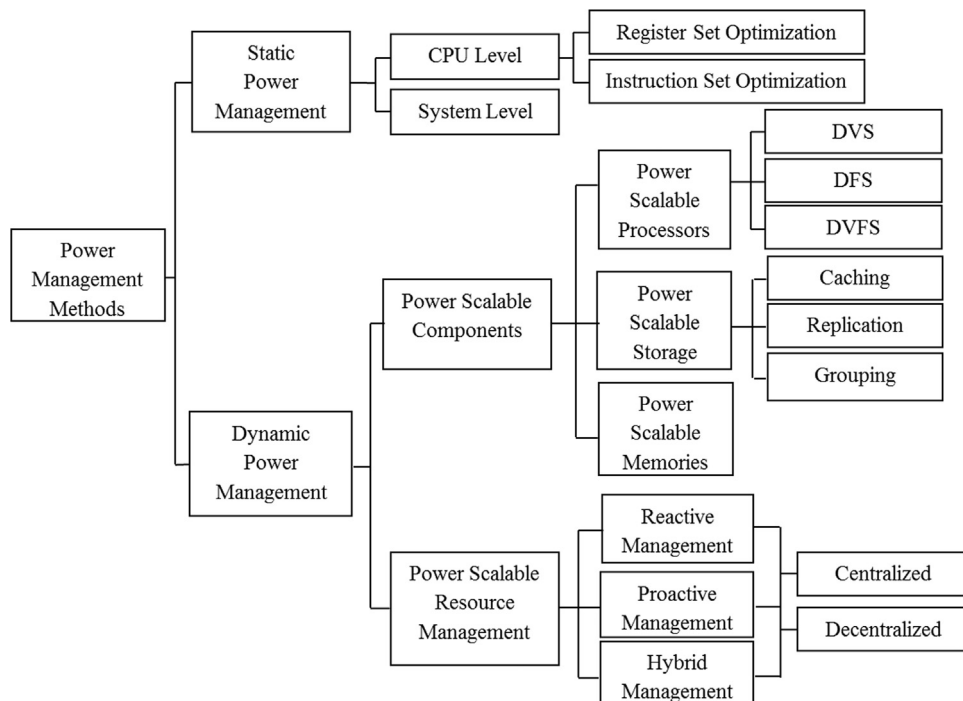 Power
Management
Methods
Static
Power
Management
CPU Level
Register Set Optimization
Instruction Set Optimization
System Level
Dynamic
Power
Management
Power Scalable
Components
Power
Scalable
Processors
DVS
DFS
DVFS
Power
Scalable
Storage
Caching
Replication
Grouping
Power
Scalable
Memories
Power Scalable
Resource
Management
Reactive
Management
Proactive
Management
Hybrid
Management
Centralized
Decentralized